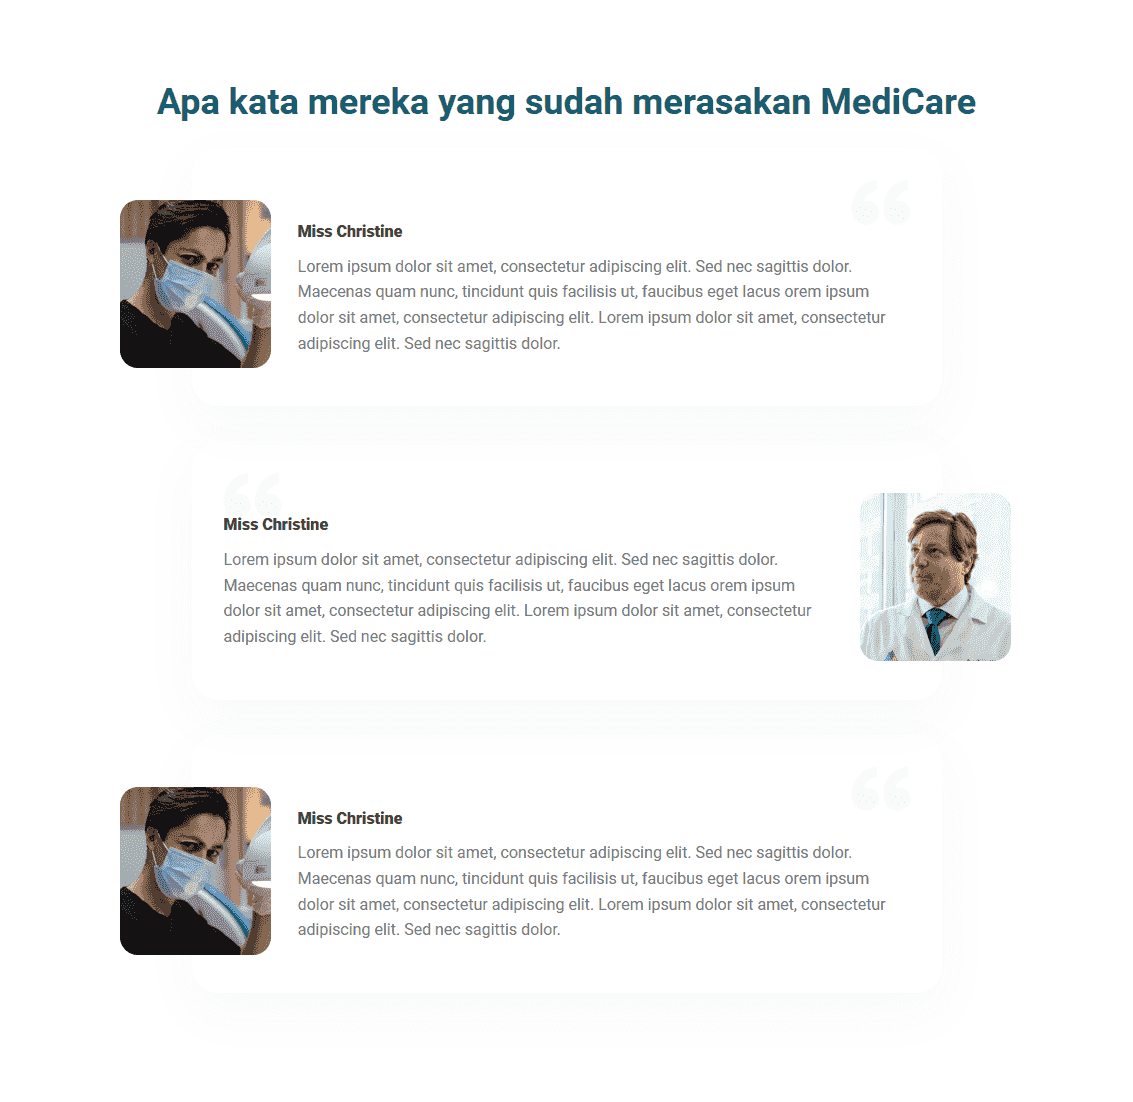 Apa kata mereka yang sudah merasakan MediCare
Miss Christine
Lorem ipsum dolor sit amet, consectetur adipiscing elit. Sed nec sagittis dolor.
Maecenas quam nunc, tincidunt quis facilisis ut, faucibus eget lacus orem ipsum
dolor sit amet, consectetur adipiscing elit. Lorem ipsum dolor sit amet, consectetur
adipiscing elit. Sed nec sagittis dolor.
Miss Christine
Lorem ipsum dolor sit amet, consectetur adipiscing elit. Sed nec sagittis dolor.
Maecenas quam nunc, tincidunt quis facilisis ut, faucibus eget lacus orem ipsum
dolor sit amet, consectetur adipiscing elit. Lorem ipsum dolor sit amet, consectetur
adipiscing elit. Sed nec sagittis dolor.
Miss Christine
Lorem ipsum dolor sit amet, consectetur adipiscing elit. Sed nec sagittis dolor.
Maecenas quam nunc, tincidunt quis facilisis ut, faucibus eget lacus orem ipsum
dolor sit amet, consectetur adipiscing elit. Lorem ipsum dolor sit amet, consectetur
adipiscing elit. Sed nec sagittis dolor.